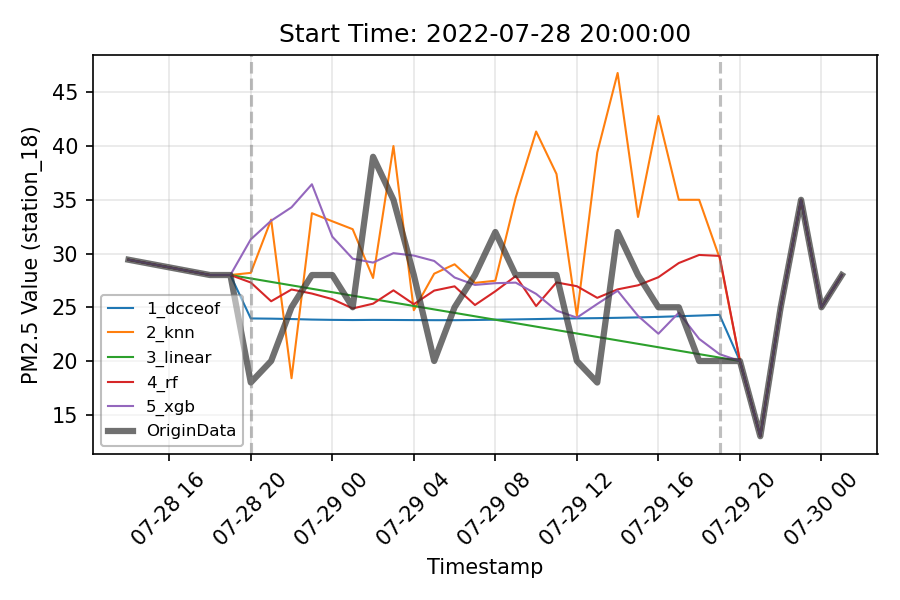 Start Time: 2022-07-28 20:00:00
PM2.5 Value (station_18)
45
40
35
30
25
20
15
1_dcceof
2_knn
3_linear
4_rf
5_xgb
OriginData
07-28 16
07-28 20
07-29 00
07-29 04
07-29 08
07-29 12
07-29 16
07-29 20
07-30 00
Timestamp